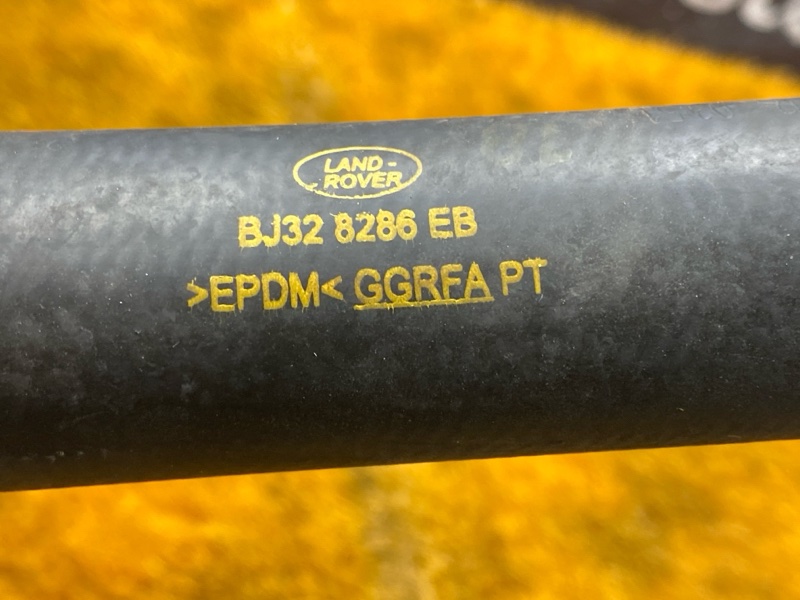 LAND-
ROVER
BJ32 8286 EB
>EPDM< GGRFA PT